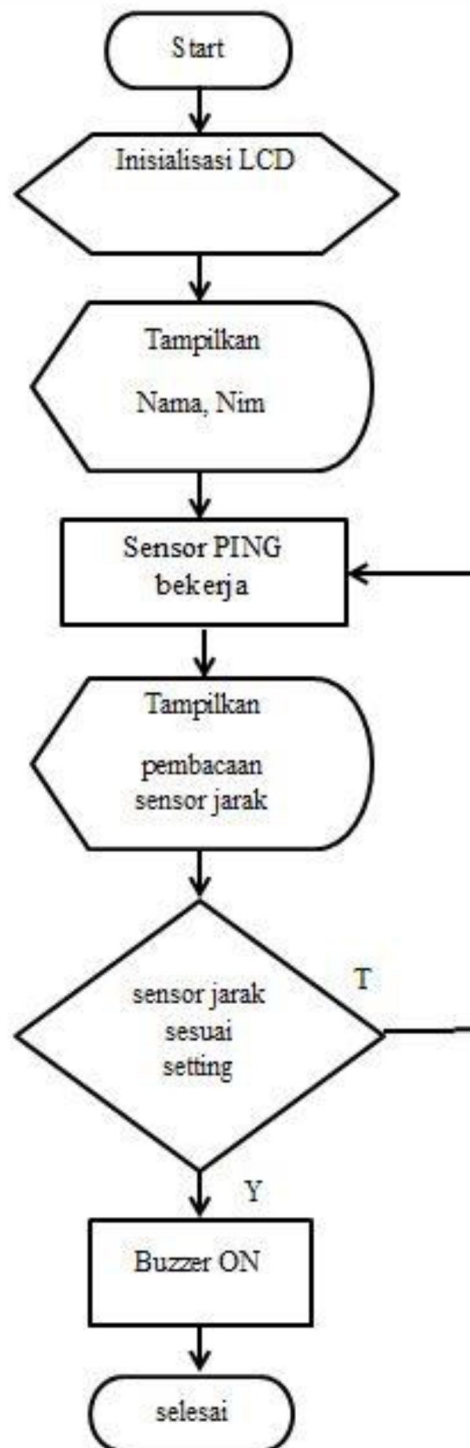 Start
Inisialisasi LCD
Tampilkan
Nama, Nim
Sensor PING
bekerja
Tampilkan
pembacaan
sensor jarak
sensor jarak
sesuai
setting
T
Y
Buzzer ON
selesai